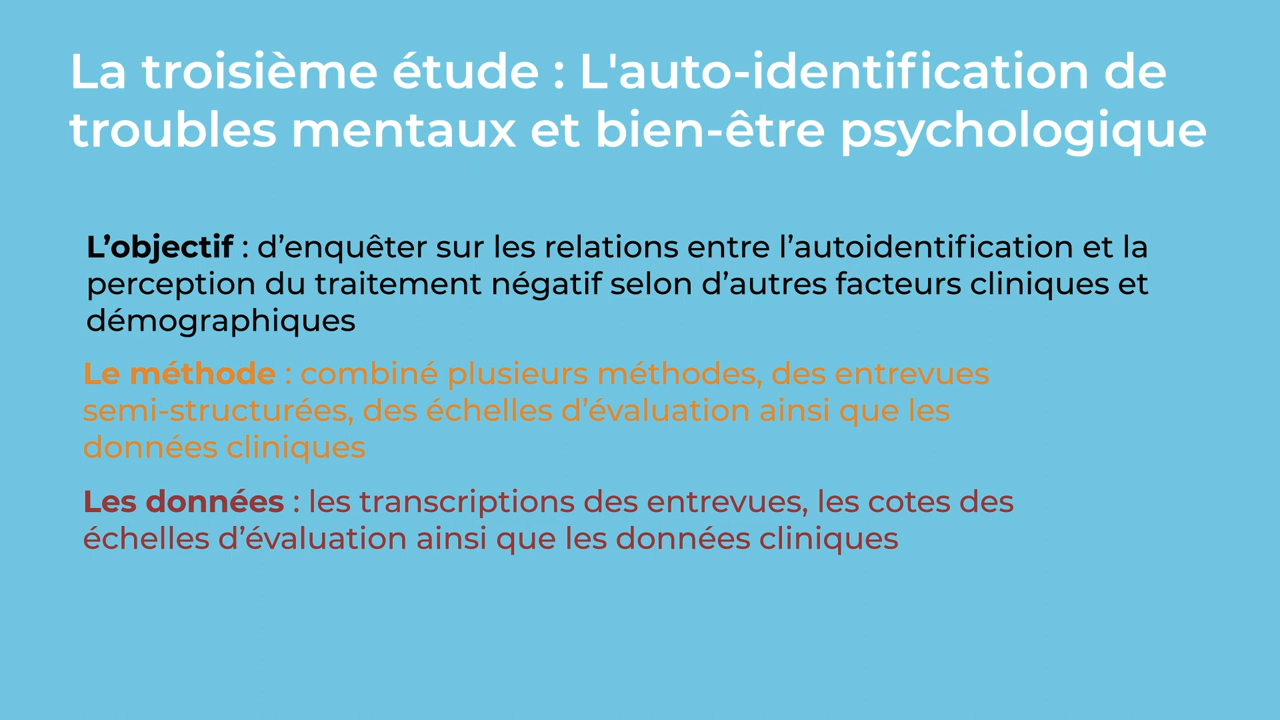 La troisième étude : L'auto-identification de
troubles mentaux et bien-être psychologique
L’objectif : d’enquêter sur les relations entre l’autoidentification et la
perception du traitement négatif selon d’autres facteurs cliniques et
démographiques
Le méthode : combiné plusieurs méthodes, des entrevues
semi-structurées, des échelles d’évaluation ainsi que les
données cliniques
Les données : les transcriptions des entrevues, les cotes des
échelles d’évaluation ainsi que les données cliniques